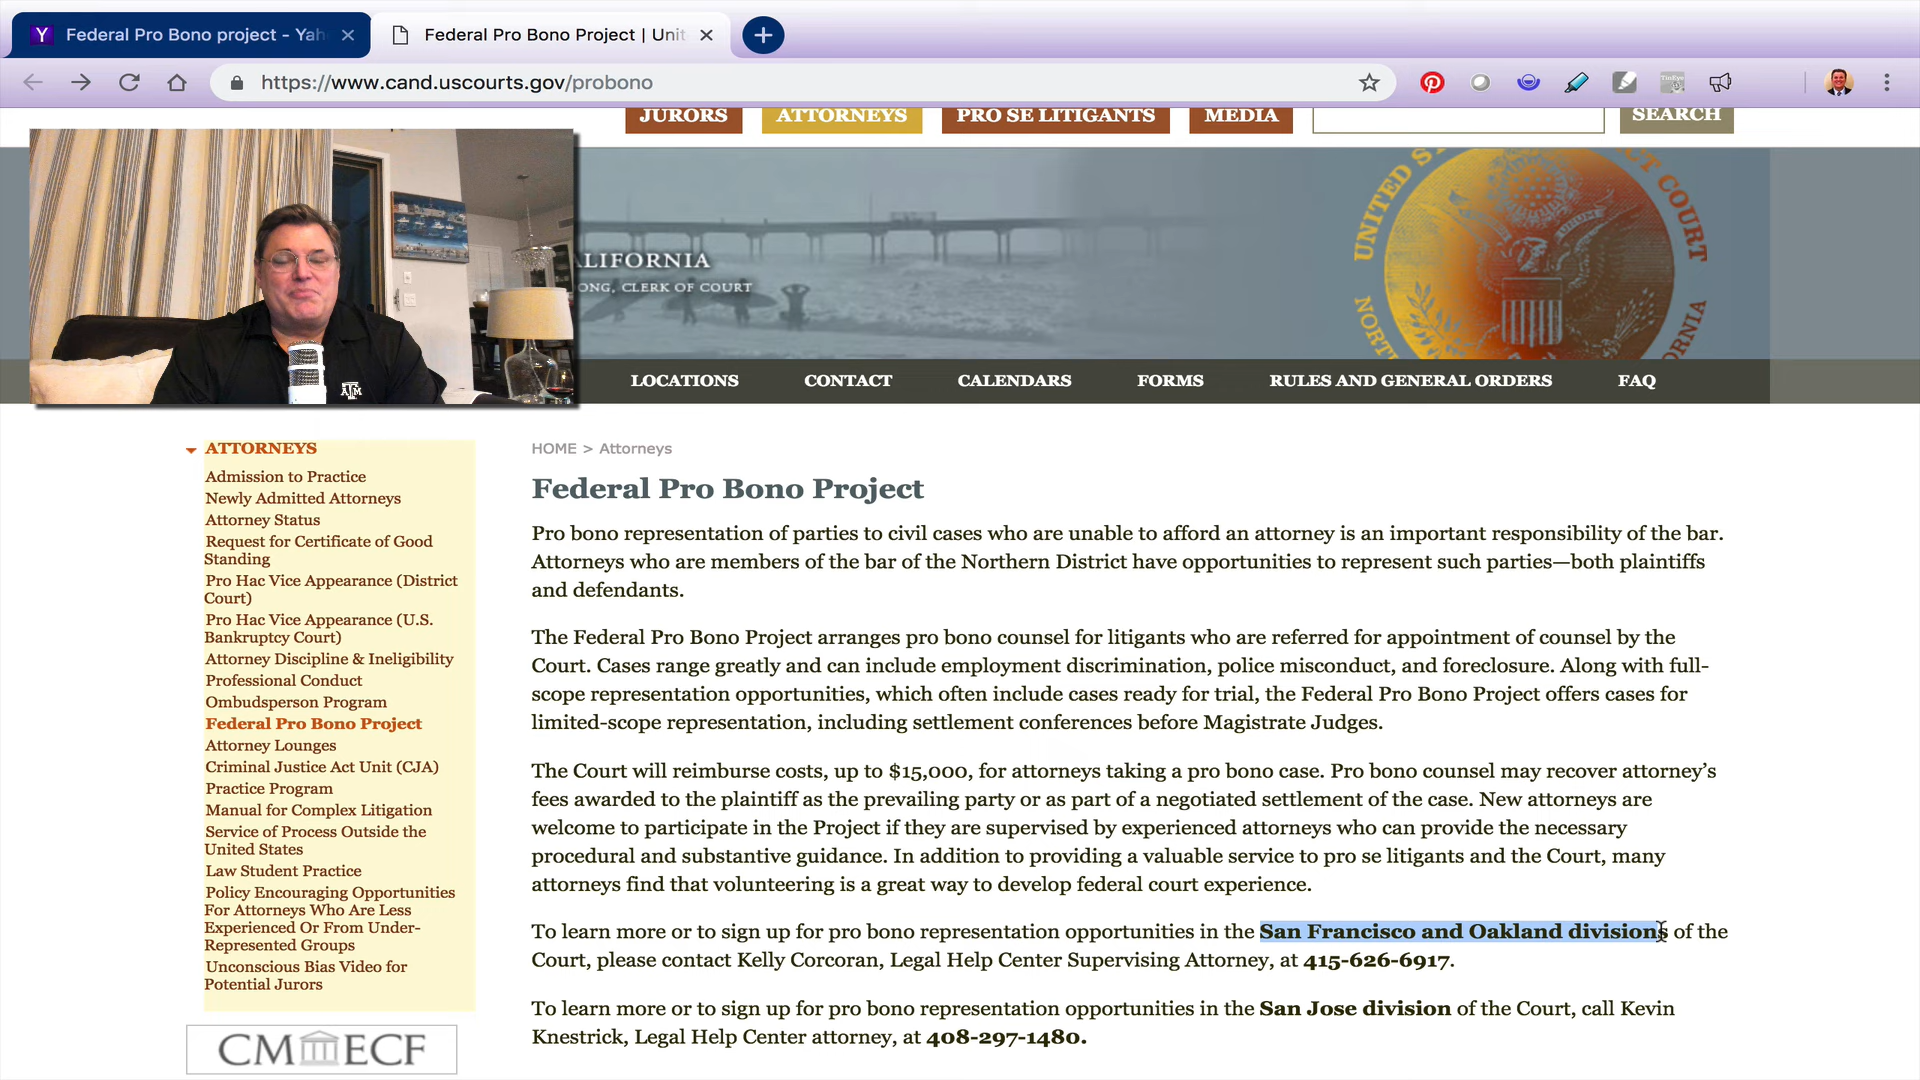 Federal Pro Bono project - Yah
Federal Pro Bono Project | Unit
https://www.cand.uscourts.gov/probono
JURORS
ATTORNEYS
PRO SE LITIGANTS
MEDIA
SEARCH
ALIFORNIA
ONG, CLERK OF COURT
UNITED S
CT COURT
NOR
IFORNIA
LOCATIONS
CONTACT
CALENDARS
FORMS
RULES AND GENERAL ORDERS
FAQ
ATM
ATTORNEYS
Admission to Practice
Newly Admitted Attorneys
Attorney Status
Request for Certificate of Good
Standing
Pro Hac Vice Appearance (District
Court)
Pro Hac Vice Appearance (U.S.
Bankruptcy Court)
Attorney Discipline & Ineligibility
Professional Conduct
Ombudsperson Program
Federal Pro Bono Project
Attorney Lounges
Criminal Justice Act Unit (CJA)
Practice Program
Manual for Complex Litigation
Service of Process Outside the
United States
Law Student Practice
Policy Encouraging Opportunities
For Attorneys Who Are Less
Experienced Or From Under-
Represented Groups
Unconscious Bias Video for
Potential Jurors
CM ECF
HOME > Attorneys
Federal Pro Bono Project
Pro bono representation of parties to civil cases who are unable to afford an attorney is an important responsibility of the bar.
Attorneys who are members of the bar of the Northern District have opportunities to represent such parties—both plaintiffs
and defendants.
The Federal Pro Bono Project arranges pro bono counsel for litigants who are referred for appointment of counsel by the
Court. Cases range greatly and can include employment discrimination, police misconduct, and foreclosure. Along with full-
scope representation opportunities, which often include cases ready for trial, the Federal Pro Bono Project offers cases for
limited-scope representation, including settlement conferences before Magistrate Judges.
The Court will reimburse costs, up to $15,000, for attorneys taking a pro bono case. Pro bono counsel may recover attorney's
fees awarded to the plaintiff as the prevailing party or as part of a negotiated settlement of the case. New attorneys are
welcome to participate in the Project if they are supervised by experienced attorneys who can provide the necessary
procedural and substantive guidance. In addition to providing a valuable service to pro se litigants and the Court, many
attorneys find that volunteering is a great way to develop federal court experience.
To learn more or to sign up for pro bono representation opportunities in the San Francisco and Oakland divisions of the
Court, please contact Kelly Corcoran, Legal Help Center Supervising Attorney, at 415-626-6917.
To learn more or to sign up for pro bono representation opportunities in the San Jose division of the Court, call Kevin
Knestrick, Legal Help Center attorney, at 408-297-1480.